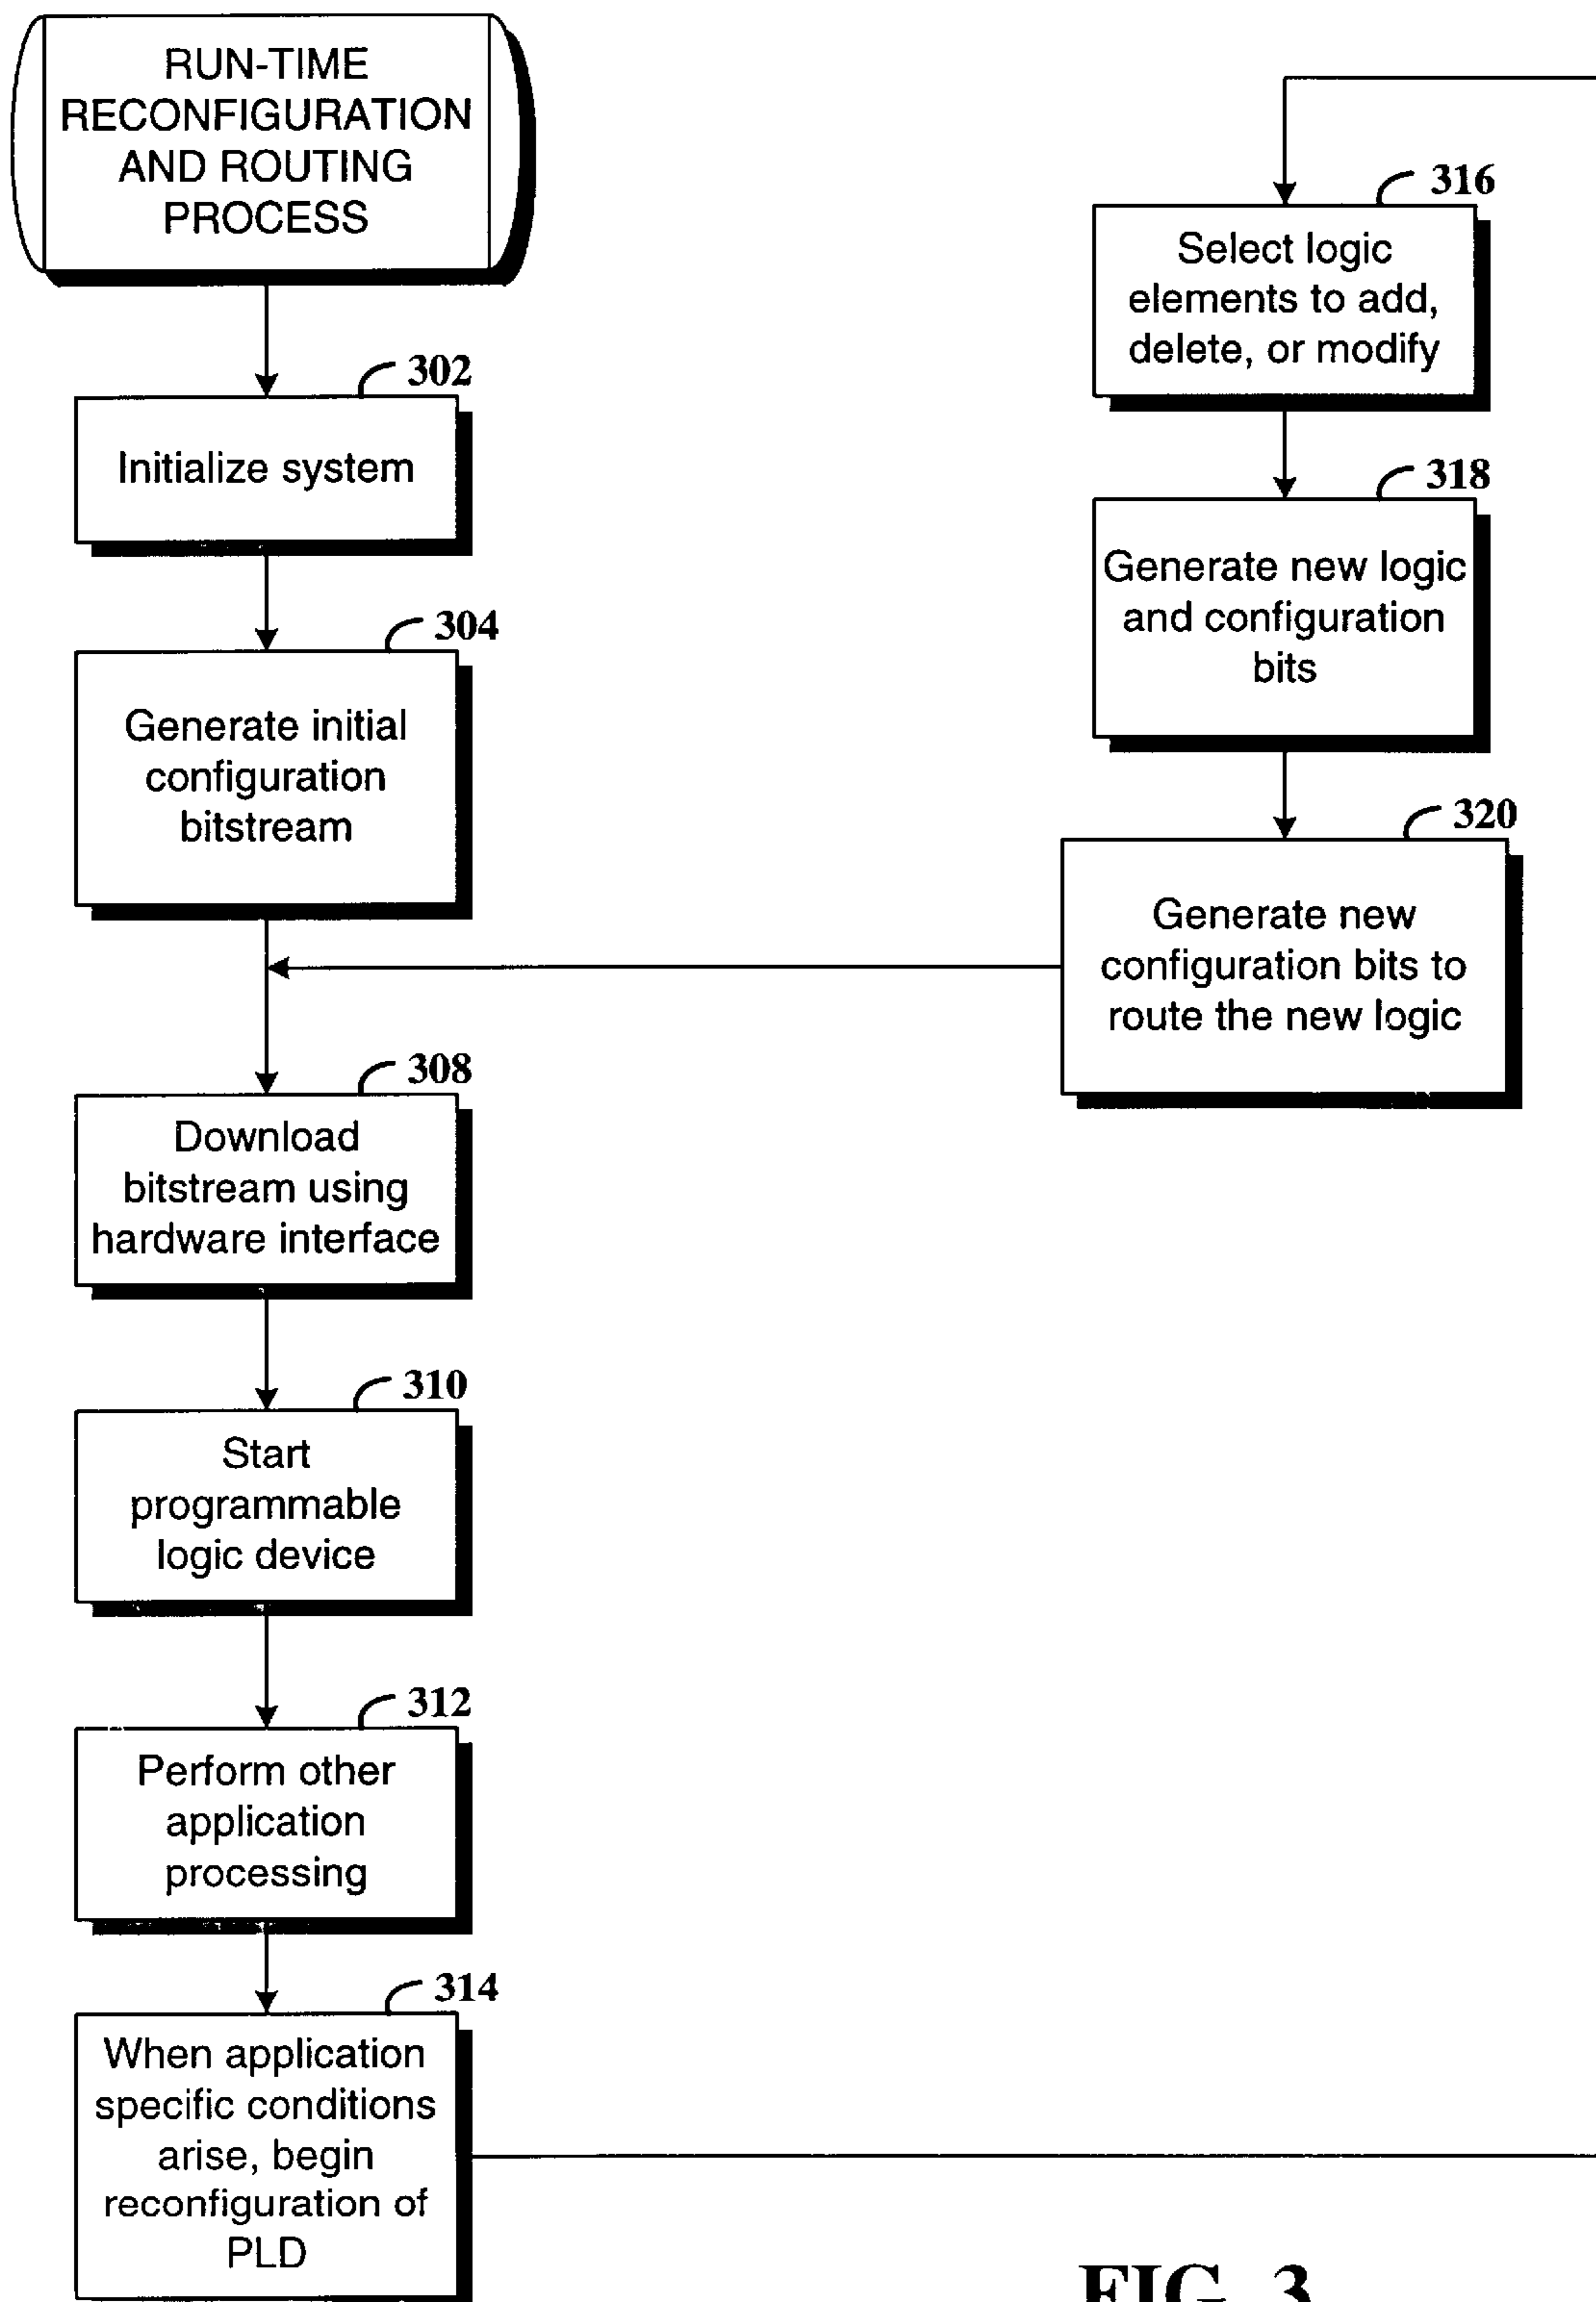 RUN-TIME
RECONFIGURATION
AND ROUTING
PROCESS
302
Initialize system
304
Generate initial
configuration
bitstream
308
Download
bitstream using
hardware interface
310
Start
programmable
logic device
312
Perform other
application
processing
314
When application
specific conditions
arise, begin
reconfiguration of
PLD
316
Select logic
elements to add,
delete, or modify
318
Generate new logic
and configuration
bits
320
Generate new
configuration bits to
route the new logic
FIG. 3